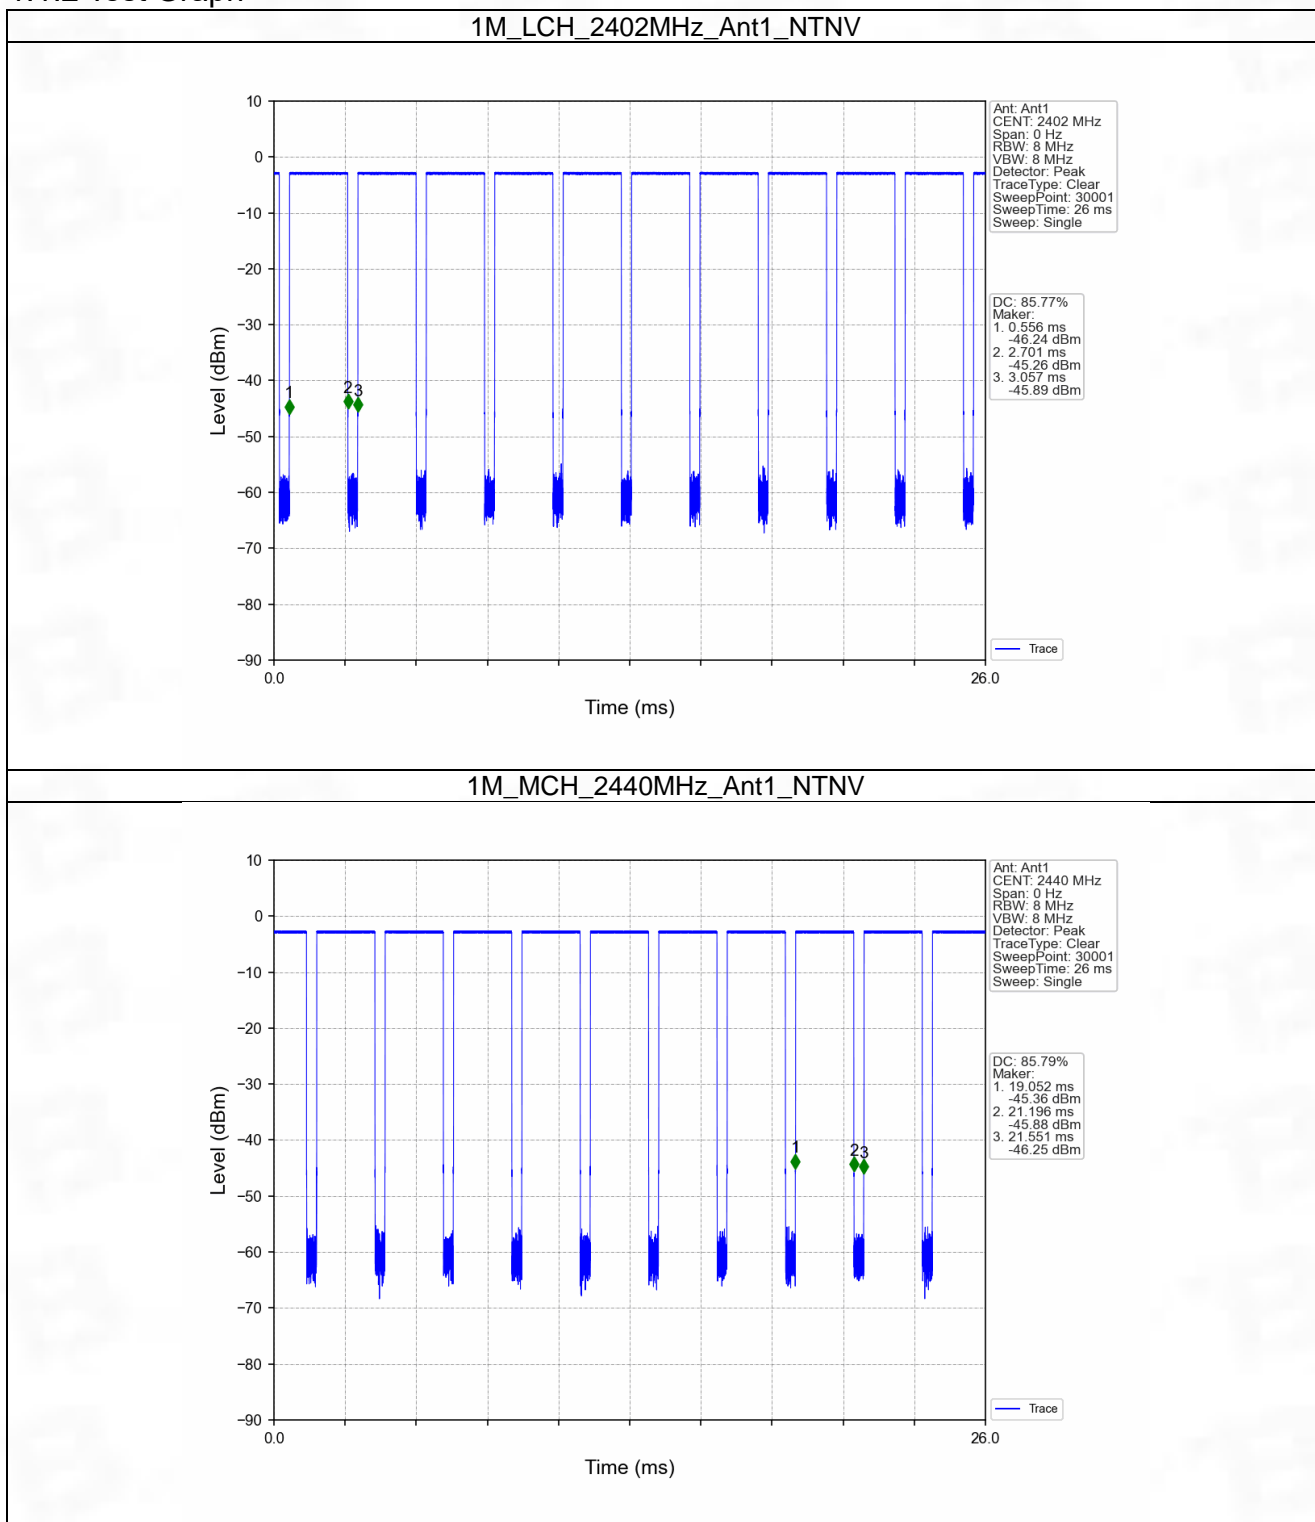 1M_LCH_2402MHz_Ant1_NTNV
10
0
−10
−20
−30
−40
−50
−60
−70
−80
−90
Level (dBm)
1
2
3
0.0
26.0
Time (ms)
Ant: Ant1
CENT: 2402 MHz
Span: 0 Hz
RBW: 8 MHz
VBW: 8 MHz
Detector: Peak
TraceType: Clear
SweepPoint: 30001
SweepTime: 26 ms
Sweep: Single
DC: 85.77%
Maker:
1. 0.556 ms
-46.24 dBm
2. 2.701 ms
-45.26 dBm
3. 3.057 ms
-45.89 dBm
Trace
1M_MCH_2440MHz_Ant1_NTNV
10
0
−10
−20
−30
−40
−50
−60
−70
−80
−90
Level (dBm)
1
2
3
0.0
26.0
Time (ms)
Ant: Ant1
CENT: 2440 MHz
Span: 0 Hz
RBW: 8 MHz
VBW: 8 MHz
Detector: Peak
TraceType: Clear
SweepPoint: 30001
SweepTime: 26 ms
Sweep: Single
DC: 85.79%
Maker:
1. 19.052 ms
-45.36 dBm
2. 21.196 ms
-45.88 dBm
3. 21.551 ms
-46.25 dBm
Trace